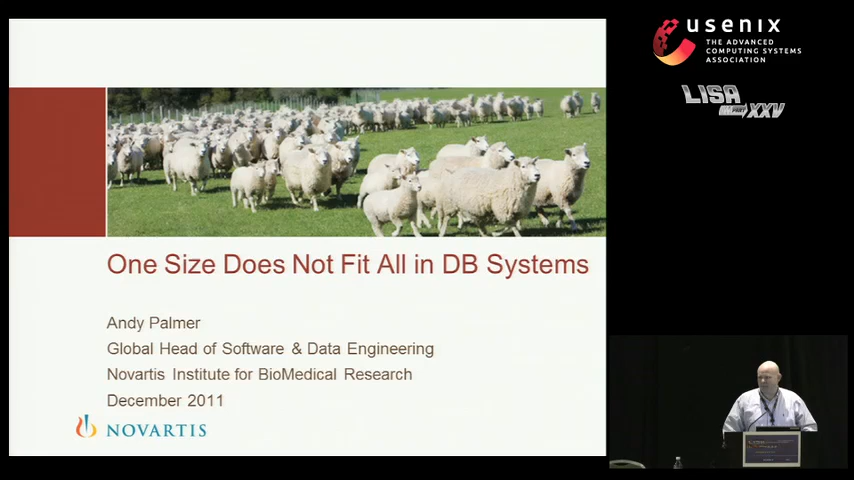 usenix
THE ADVANCED
COMPUTING SYSTEMS
ASSOCIATION
LISA
XXV
One Size Does Not Fit All in DB Systems
Andy Palmer
Global Head of Software & Data Engineering
Novartis Institute for BioMedical Research
December 2011
NOVARTIS